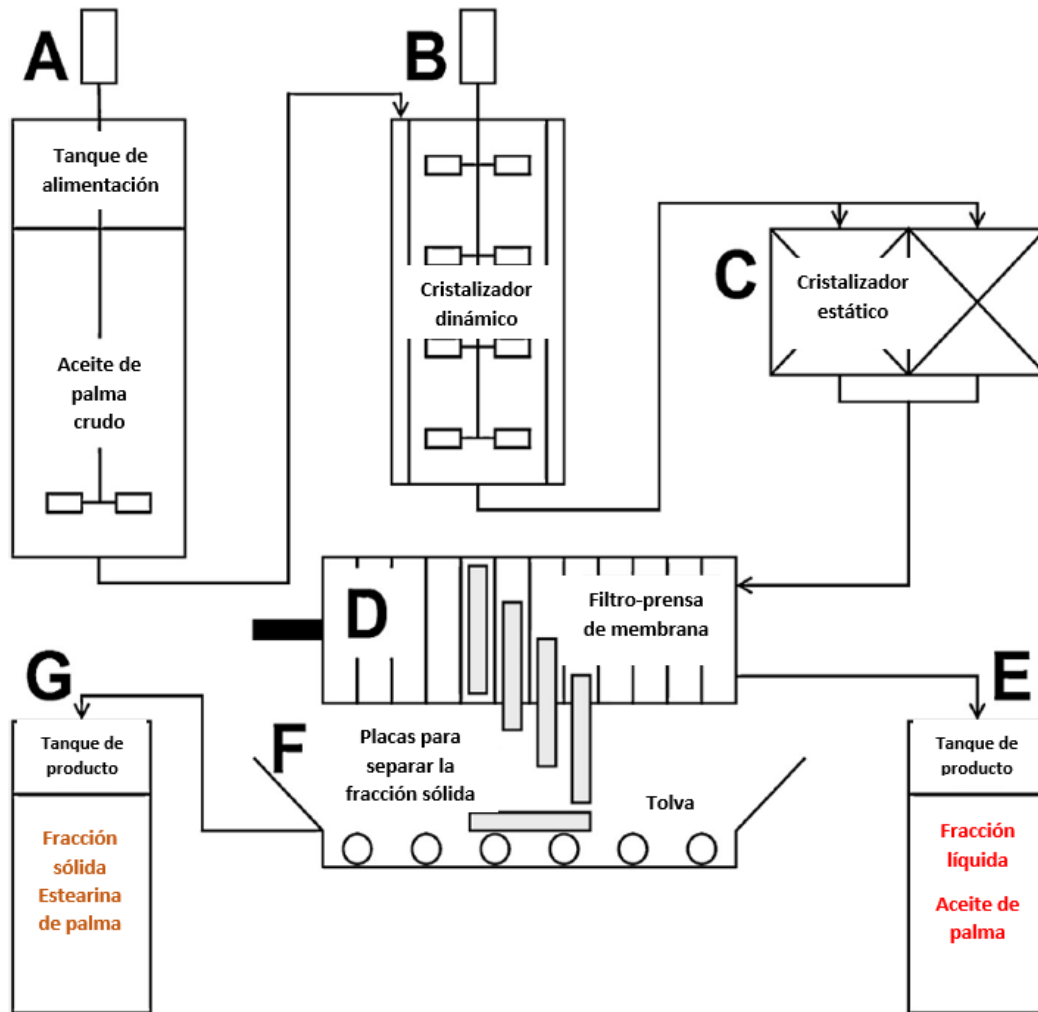 A
Tanque de
alimentación
Aceite de
palma
crudo
B
Cristalizador
dinámico
C
Cristalizador
estático
D
Filtro-prensa
de membrana
G
Tanque de
producto
Fracción
sólida
Estearina
de palma
F
Placas para
separar la
fracción sólida
Tolva
E
Tanque de
producto
Fracción
líquida
Aceite de
palma